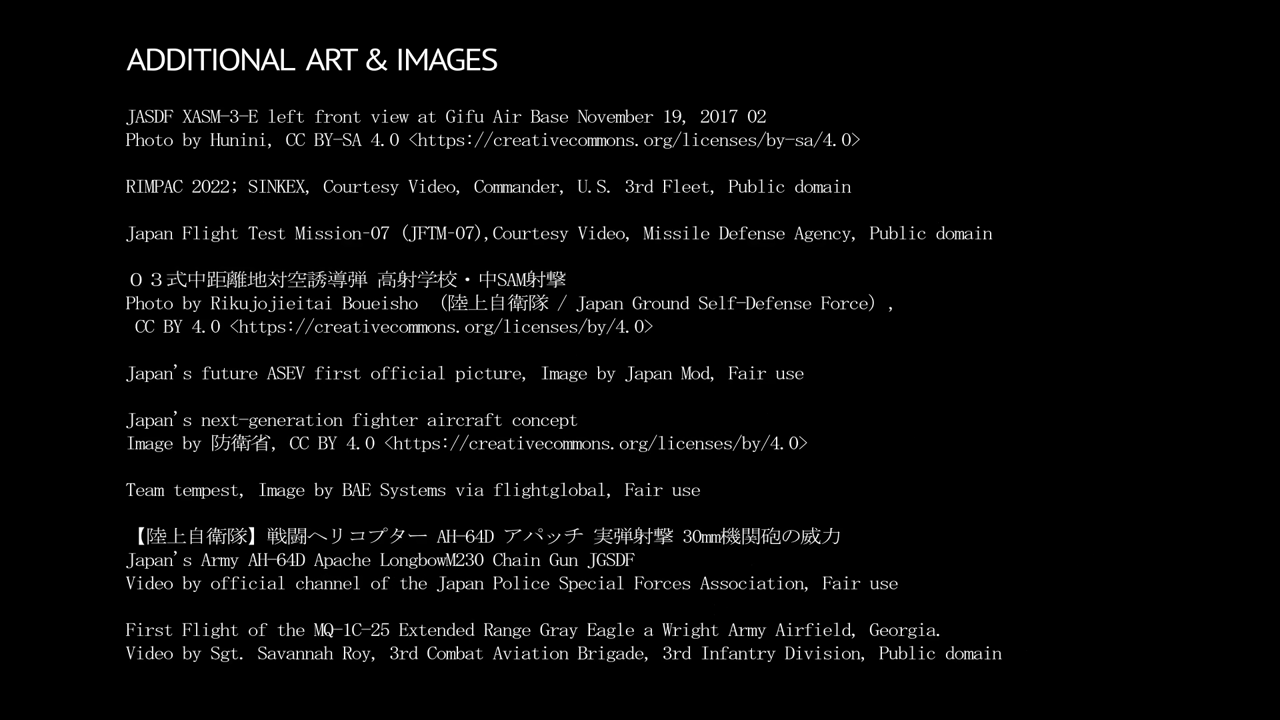 ADDITIONAL ART & IMAGES
JASDF XASM-3-E left front view at Gifu Air Base November 19, 2017 02
Photo by Hunini, CC BY-SA 4.0 <https://creativecommons.org/licenses/by-sa/4.0>
RIMPAC 2022; SINKEX, Courtesy Video, Commander, U.S. 3rd Fleet, Public domain
Japan Flight Test Mission-07 (JFTM-07),Courtesy Video, Missile Defense Agency, Public domain
０３式中距離地対空誘導弾 高射学校・中SAM射撃
Photo by Rikujojieitai Boueisho （陸上自衛隊 / Japan Ground Self-Defense Force）,
CC BY 4.0 <https://creativecommons.org/licenses/by/4.0>
Japan's future ASEV first official picture, Image by Japan Mod, Fair use
Japan's next-generation fighter aircraft concept
Image by 防衛省, CC BY 4.0 <https://creativecommons.org/licenses/by/4.0>
Team tempest, Image by BAE Systems via flightglobal, Fair use
【陸上自衛隊】戦闘ヘリコプター AH-64D アパッチ 実弾射撃 30mm機関砲の威力
Japan's Army AH-64D Apache LongbowM230 Chain Gun JGSDF
Video by official channel of the Japan Police Special Forces Association, Fair use
First Flight of the MQ-1C-25 Extended Range Gray Eagle a Wright Army Airfield, Georgia.
Video by Sgt. Savannah Roy, 3rd Combat Aviation Brigade, 3rd Infantry Division, Public domain